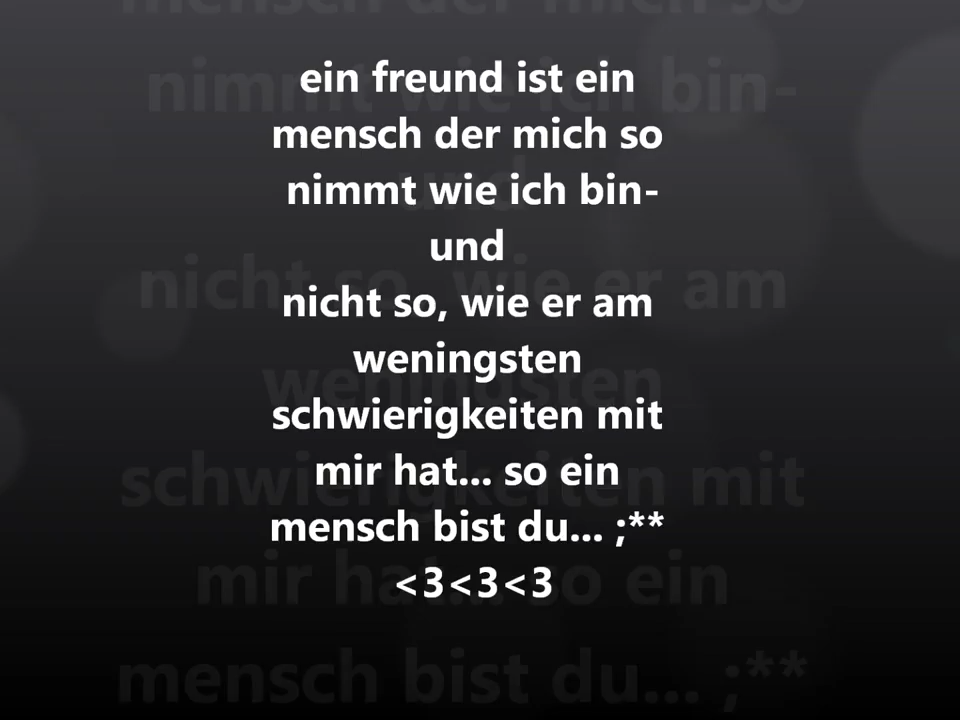 ein freund ist ein
mensch der mich so
nimmt wie ich bin-
und
nicht so, wie er am
weningsten
schwierigkeiten mit
mir hat... so ein
mensch bist du... ;**
<3<3<3